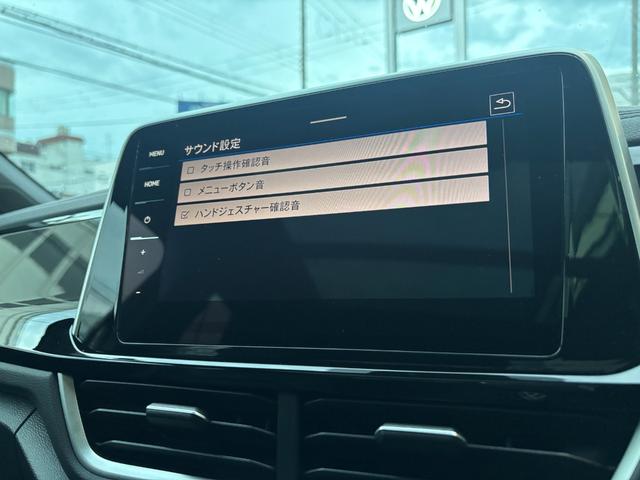 サウンド設定
MENU
タッチ操作確認音
HOME
メニューボタン音
ハンドジェスチャー確認音
+
-